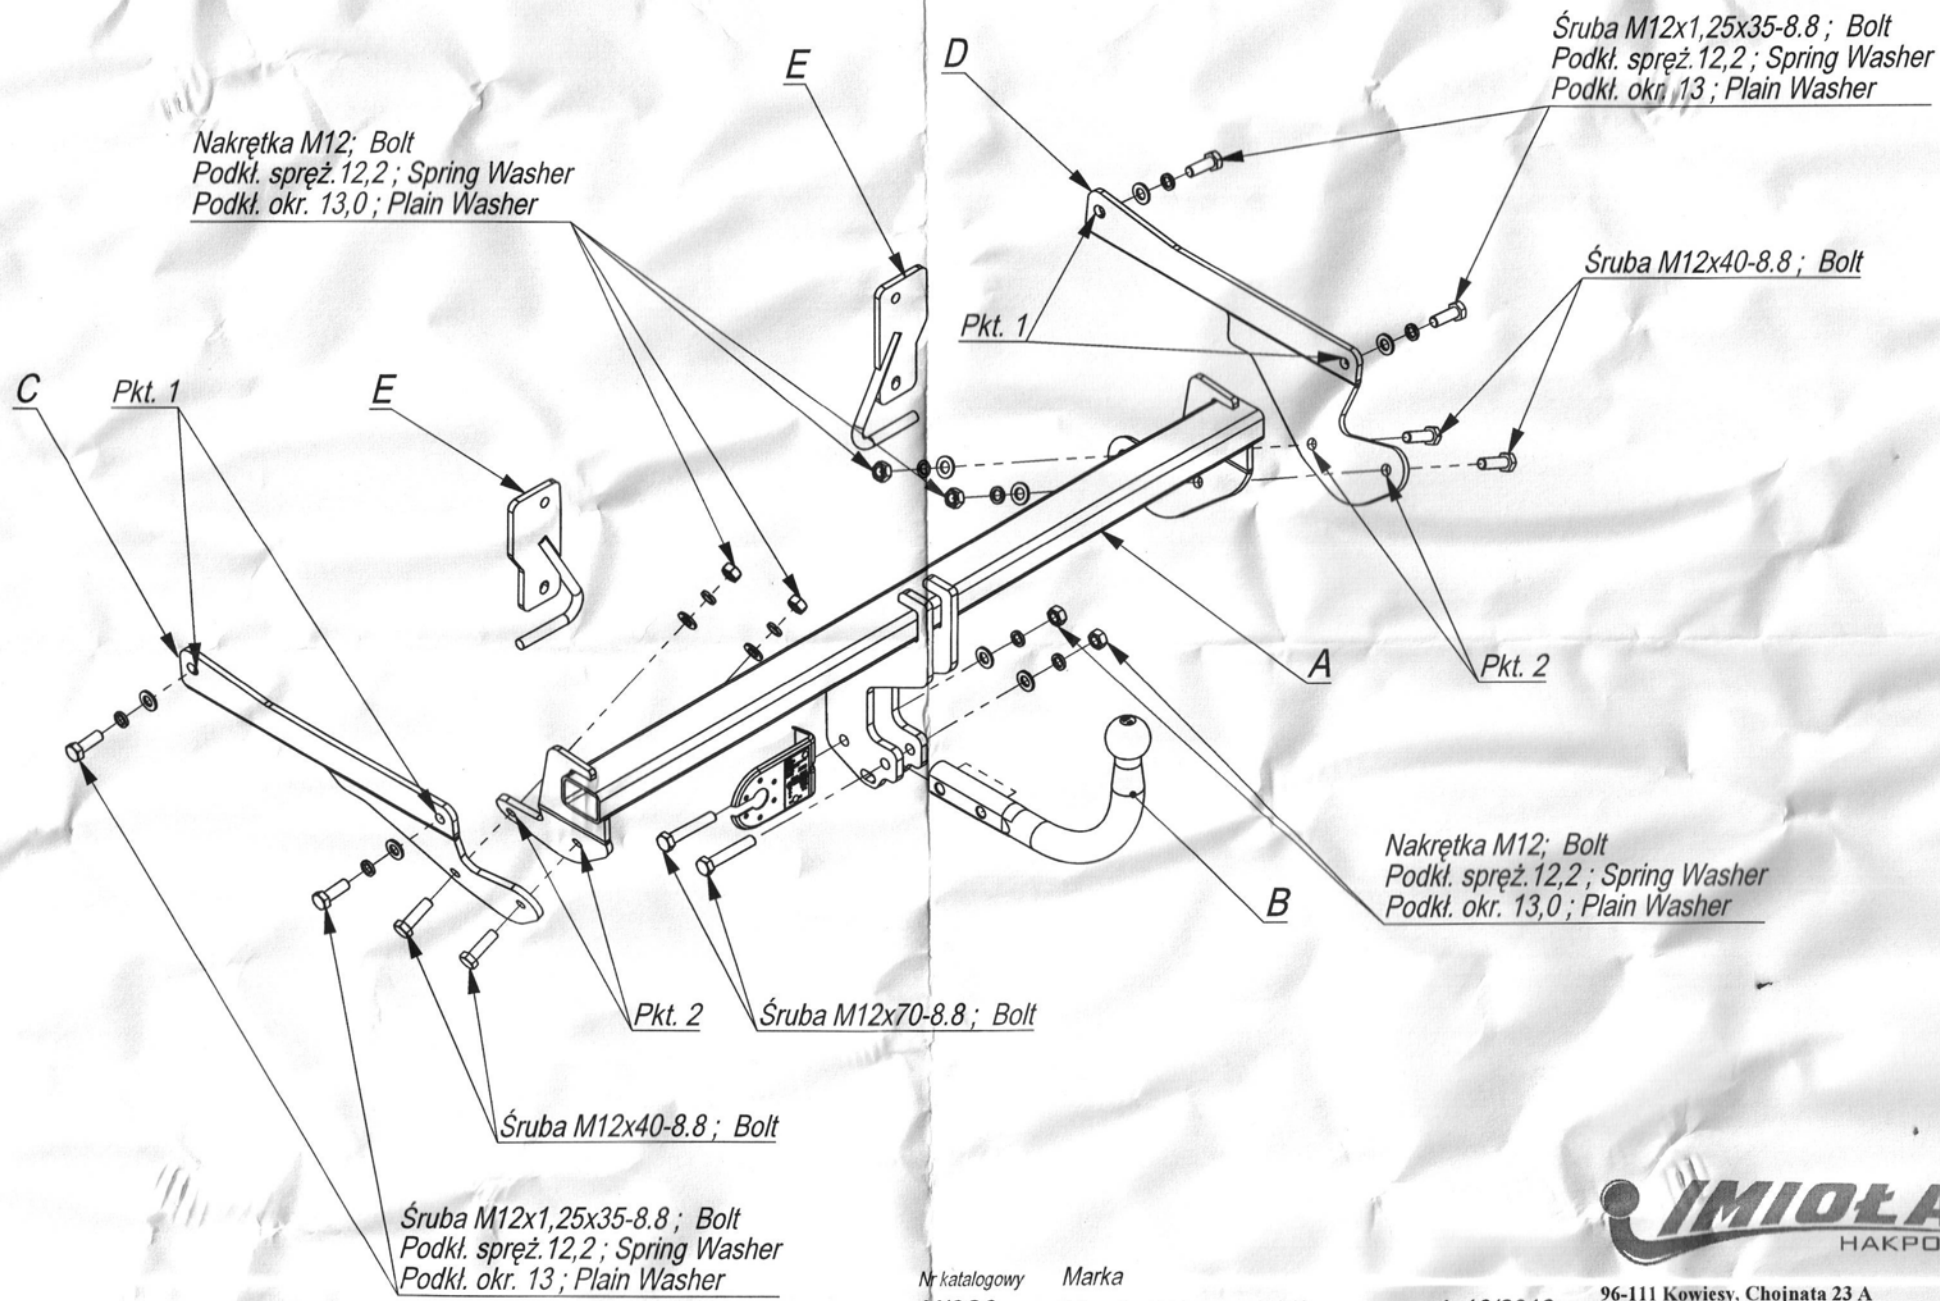 Śruba M12x1,25x35-8.8 ; Bolt
Podkł. spręż. 12,2 ; Spring Washer
Podkł. okr. 13 ; Plain Washer
D
E
Nakrętka M12; Bolt
Podkł. spręż. 12,2 ; Spring Washer
Podkł. okr. 13,0 ; Plain Washer
Śruba M12x40-8.8 ; Bolt
Pkt. 1
C
Pkt. 1
E
A
Pkt. 2
Nakrętka M12; Bolt
Podkł. spręż. 12,2 ; Spring Washer
Podkł. okr. 13,0 ; Plain Washer
B
Pkt. 2
Śruba M12x70-8.8 ; Bolt
Śruba M12x40-8.8 ; Bolt
Śruba M12x1,25x35-8.8 ; Bolt
Podkł. spręż. 12,2 ; Spring Washer
Podkł. okr. 13 ; Plain Washer
IMIOŁA
HAKPO
Nr katalogowy Marka
96-111 Kowiesy, Chojnata 23 A